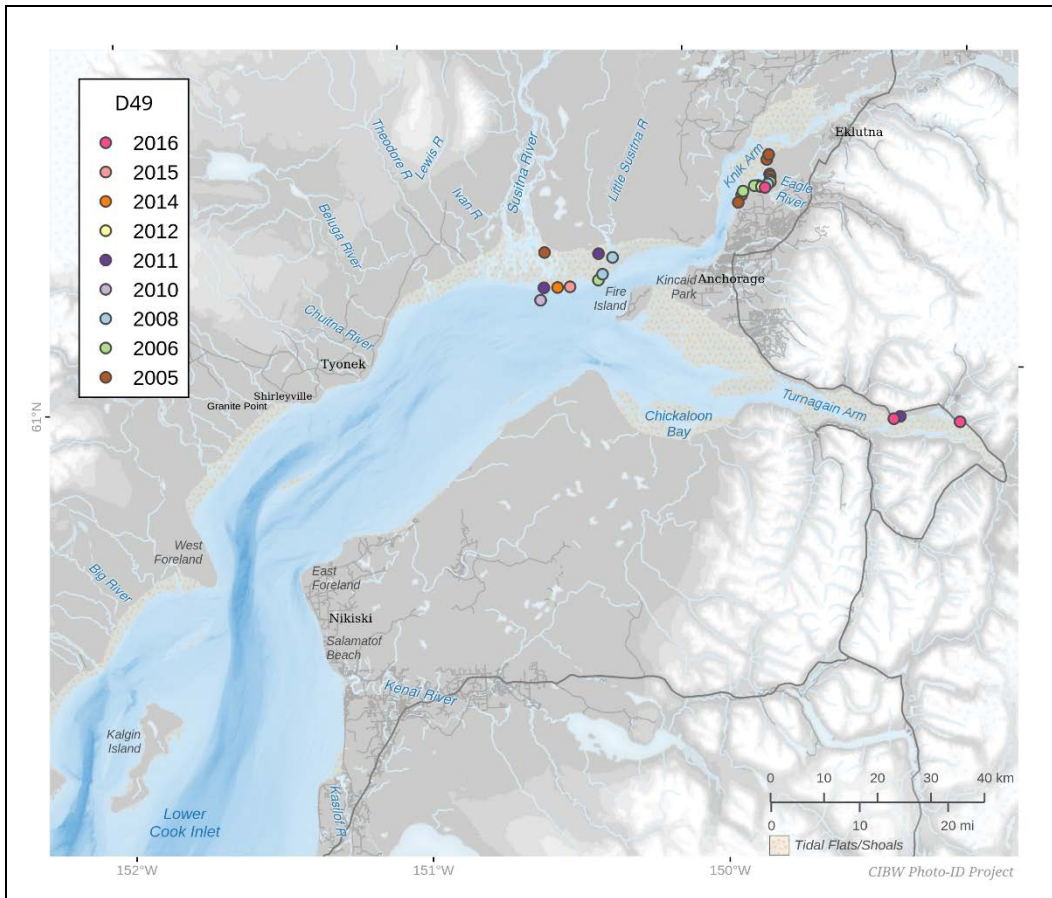 D49
2016
2015
2014
2012
2011
2010
2008
2006
2005
Theodore R
Lewis R
Ivan R
Susitna River
Little Susitna R
Beluga River
Chuitna River
Knik Arm
Eklutna
Eagle
River
Kincaid
Park
Anchorage
Fire
Island
Tyonek
Shirleyville
Granite Point
61°N
Chickaloon
Bay
Turnagain Arm
West
Foreland
Big River
East
Foreland
Nikiski
Salamatof
Beach
Kenai River
Kalgin
Island
Lower
Cook Inlet
Kasilof R
0 10 20 30 40 km
0 10 20 mi
Tidal Flats/Shoals
CIBW Photo-ID Project
152°W
151°W
150°W